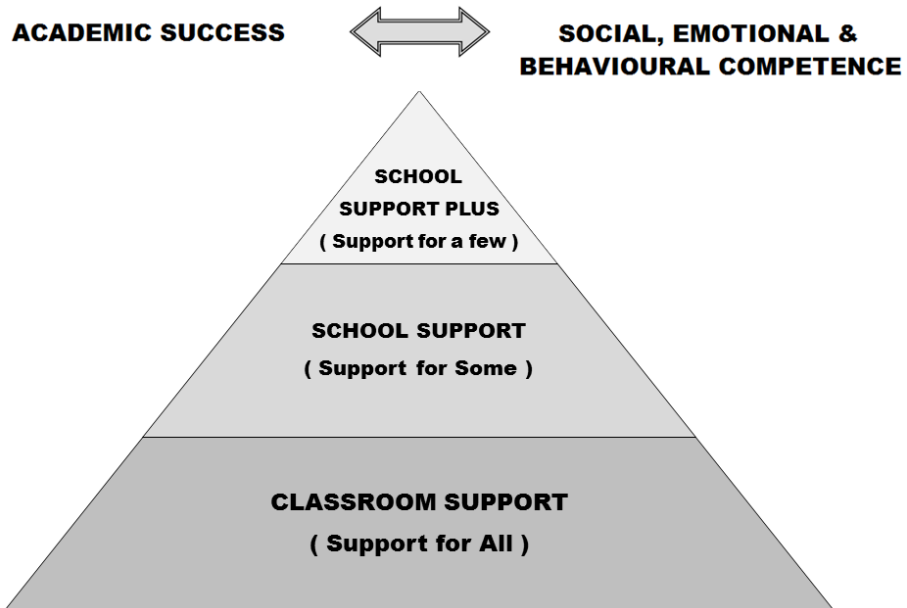 ACADEMIC SUCCESS
SOCIAL, EMOTIONAL &
BEHAVIOURAL COMPETENCE
SCHOOL
SUPPORT PLUS
( Support for a few )
SCHOOL SUPPORT
( Support for Some )
CLASSROOM SUPPORT
( Support for All )